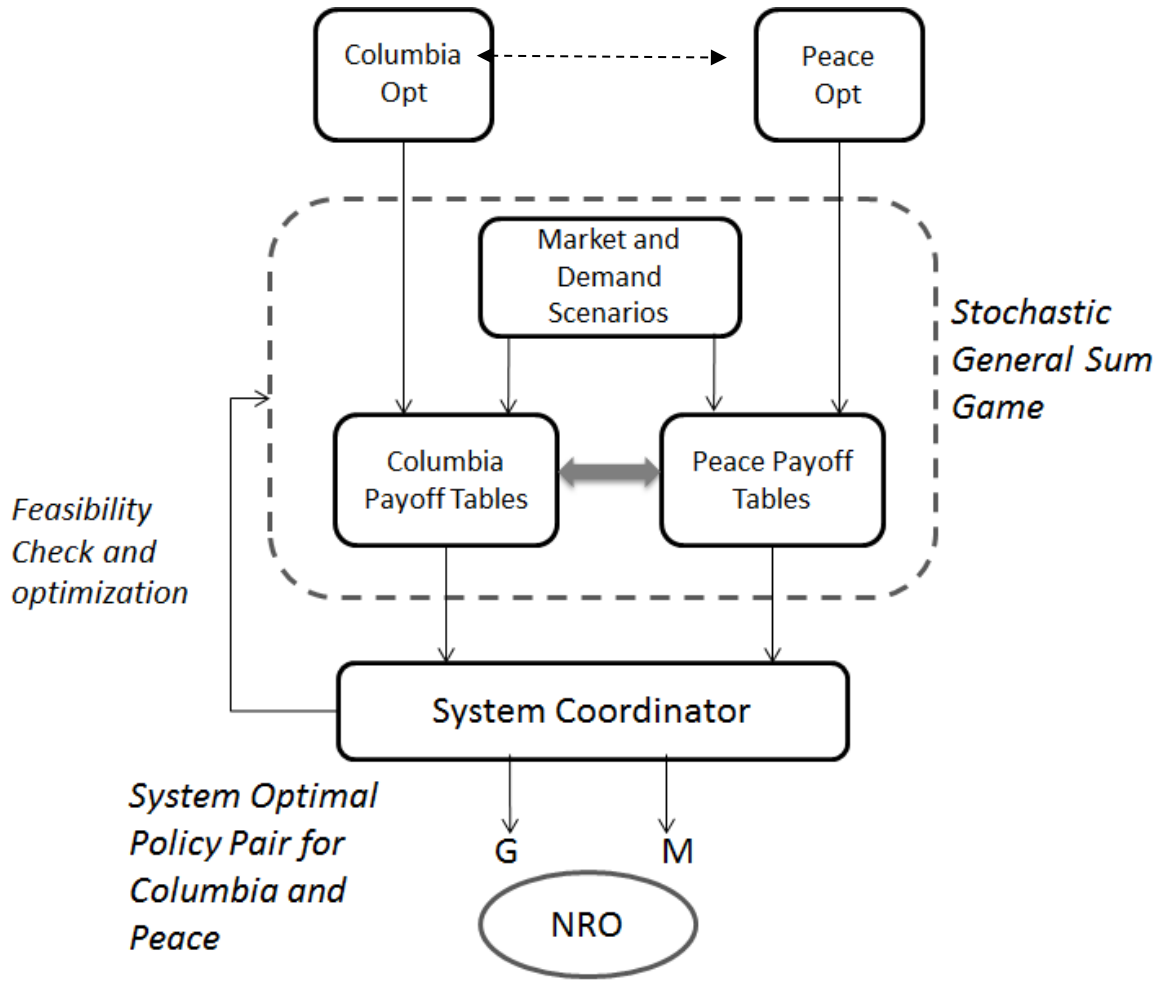 Columbia
Opt
Peace
Opt
Market and
Demand
Scenarios
Stochastic
General Sum
Game
Columbia
Payoff Tables
Peace Payoff
Tables
Feasibility
Check and
optimization
System Coordinator
System Optimal
Policy Pair for
Columbia and
Peace
G
M
NRO